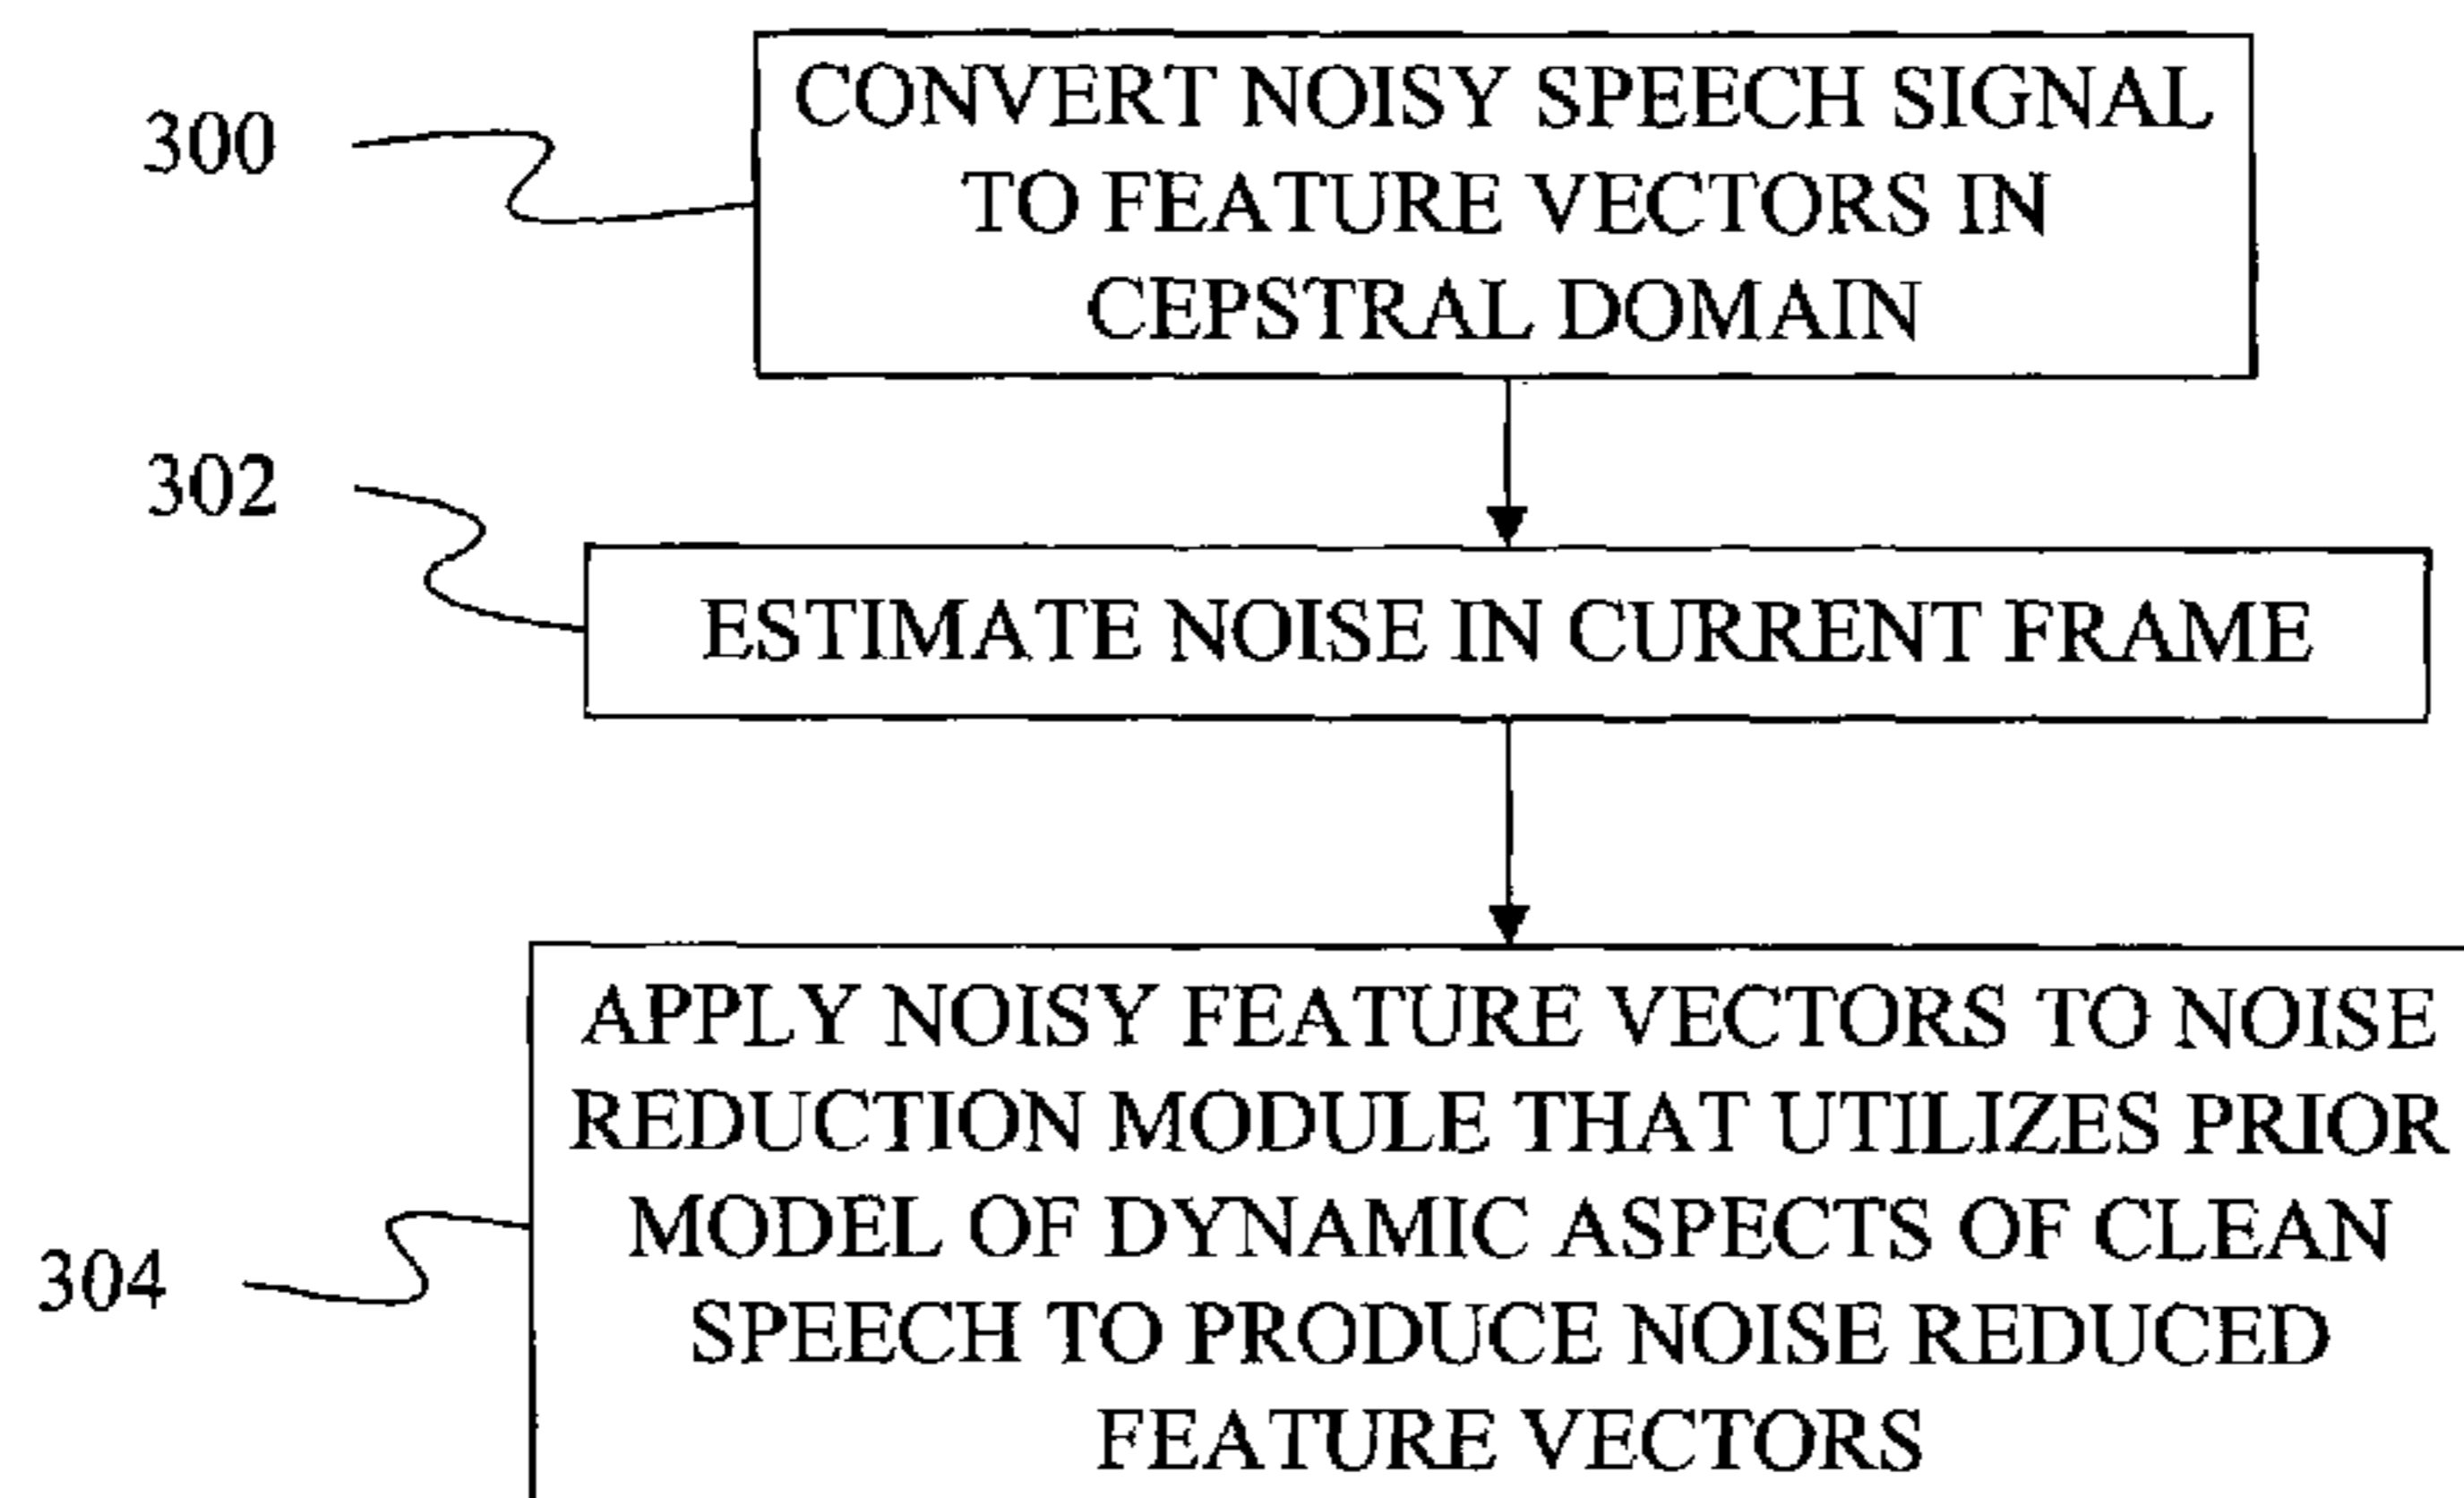 300
CONVERT NOISY SPEECH SIGNAL
TO FEATURE VECTORS IN
CEPSTRAL DOMAIN
302
ESTIMATE NOISE IN CURRENT FRAME
304
APPLY NOISY FEATURE VECTORS TO NOISE
REDUCTION MODULE THAT UTILIZES PRIOR
MODEL OF DYNAMIC ASPECTS OF CLEAN
SPEECH TO PRODUCE NOISE REDUCED
FEATURE VECTORS